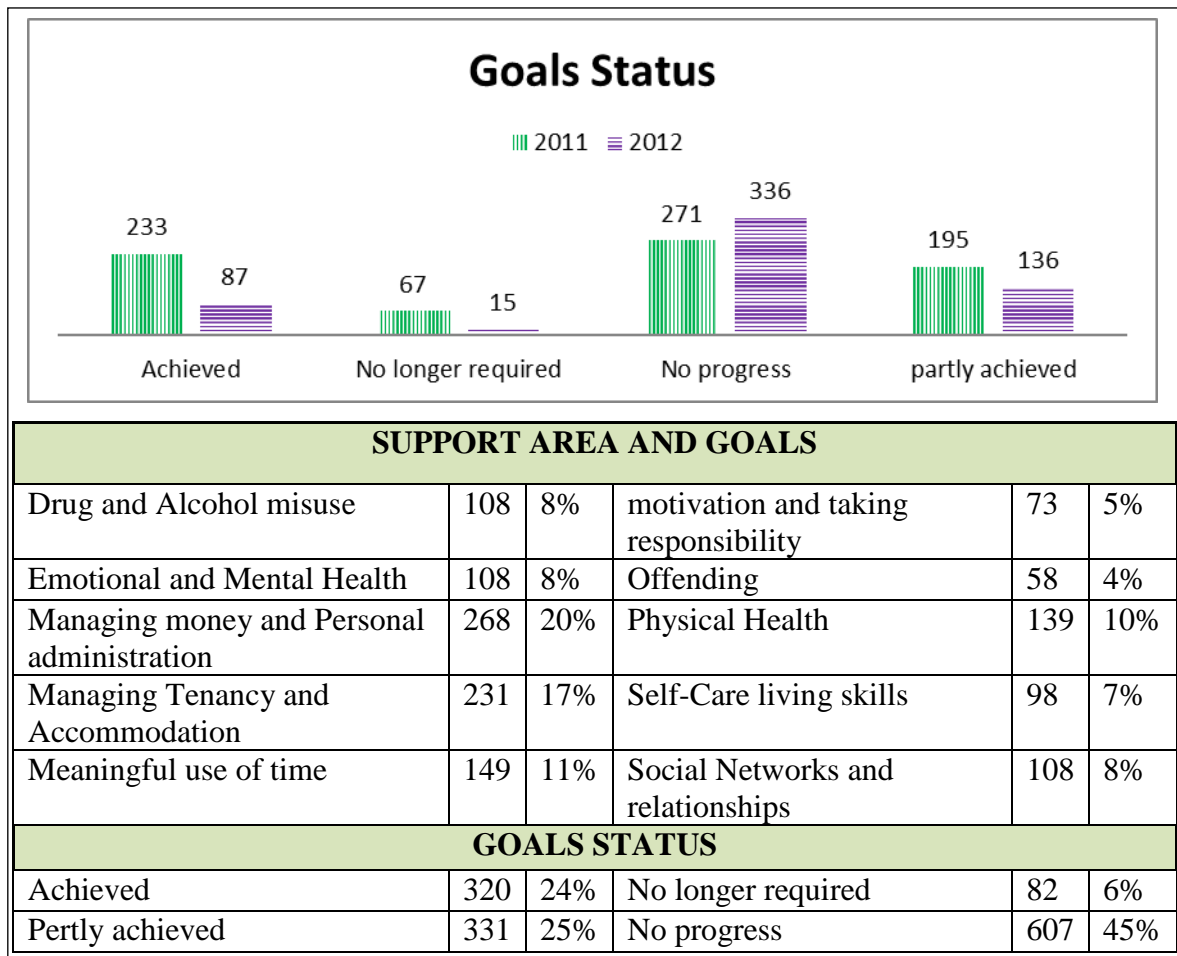 Goals Status
2011 2012
233 87 67 15 271 336 195 136
Achieved No longer required No progress partly achieved
SUPPORT AREA AND GOALS
Drug and Alcohol misuse 108 8% motivation and taking
responsibility 73 5%
Emotional and Mental Health 108 8% Offending 58 4%
Managing money and Personal
administration 268 20% Physical Health 139 10%
Managing Tenancy and
Accommodation 231 17% Self-Care living skills 98 7%
Meaningful use of time 149 11% Social Networks and
relationships 108 8%
GOALS STATUS
Achieved 320 24% No longer required 82 6%
Pertly achieved 331 25% No progress 607 45%